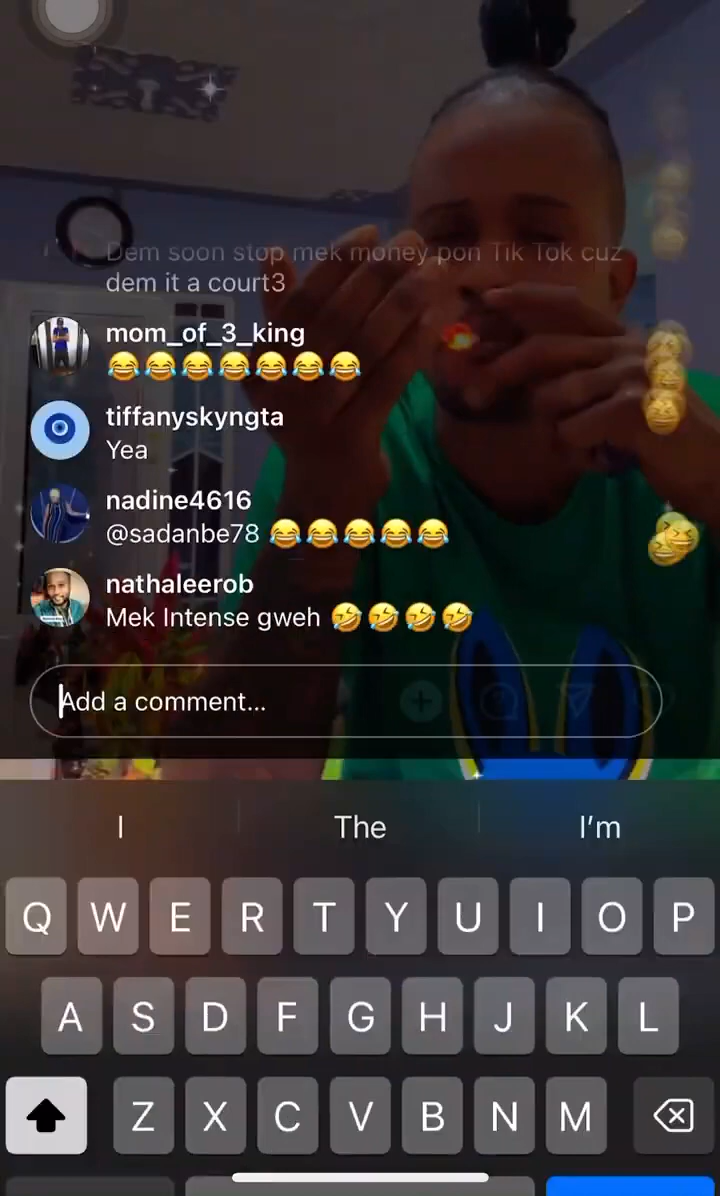 Dem soon stop mek money pon Tik Tok cuz
dem it a court3
mom_of_3_king
😂😂😂😂😂😂😂
tiffanyskyngta
Yea
nadine4616
@sadanbe78 😂😂😂😂😂
nathaleerob
Mek Intense gweh 🤣🤣🤣🤣
Add a comment...
I The I'm
Q W E R T Y U I O P
A S D F G H J K L
Z X C V B N M